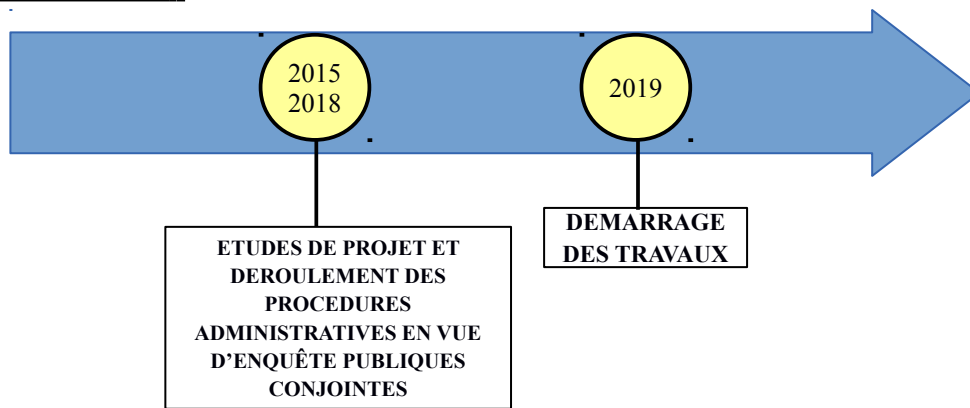 2015
2018
2019
DEMARRAGE
DES TRAVAUX
ETUDES DE PROJET ET
DEROULEMENT DES
PROCEDURES
ADMINISTRATIVES EN VUE
D’ENQUÊTE PUBLIQUES
CONJOINTES